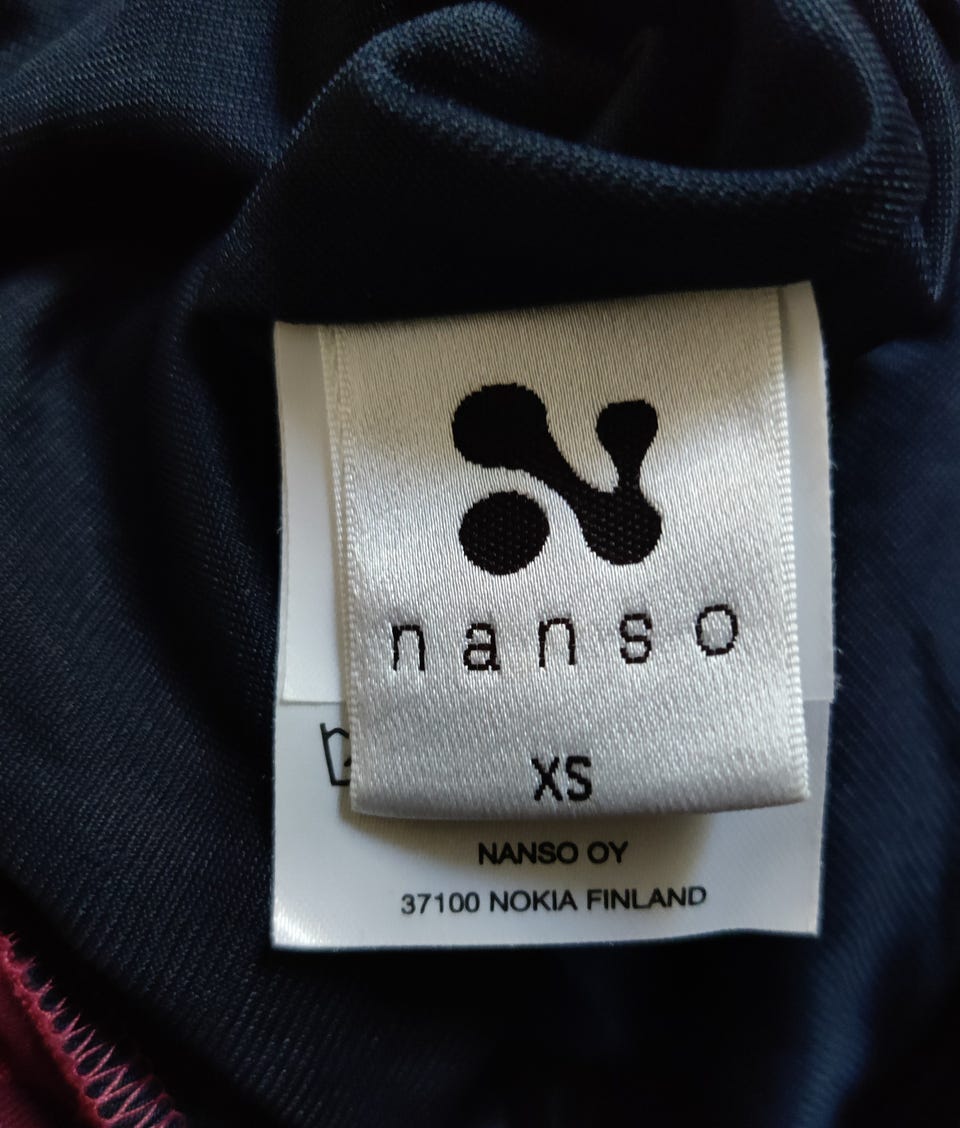 nanso
XS
NANSO OY
37100 NOKIA FINLAND